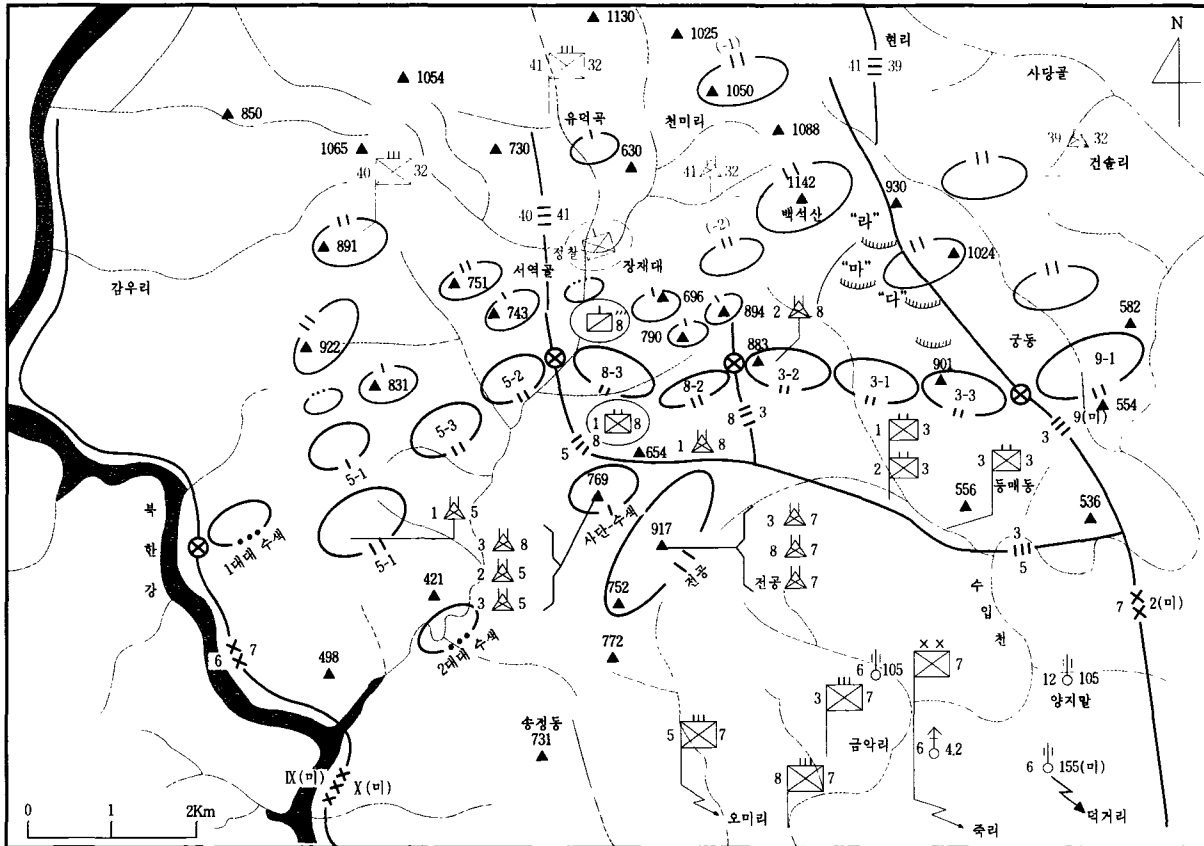 ▲ 1130
▲ 1025
현리
N
41 32
(-1)
41 39
사당골
▲ 1054
▲ 1050
▲ 850
유덕곡
천미리
▲ 1088
39 32
건솔리
1065 ▲
40 32
▲ 730
630 ▲
41 32
1142 ▲
백석산
930 ▲
40 41
"라"
▲ 891
정찰
(-2)
▲ 1024
감우리
서역골
장재대
"마"
▲ 751
696
"다"
▲ 743
8
894
2 8
582 ▲
922 ▲
790 ▲
883 ▲
궁동
831 ▲
5-2
8-3
8-2
3-2
3-1
901 ▲
3-3
9-1
554 ▲
9(미)
3
5-3
1 8
8 3
1 3
5 8
654 ▲
1 8
2 3
3 3
등매동
5-1
769
556 ▲
536 ▲
1 5
사단수색
917 ▲
3 7
북한강
1대대 수색
5-1
3 8
8 7
3
5
2 5
전공
전공 7
수입천
421 ▲
3 5
752 ▲
7 2(미)
2대대 수색
6 7
498 ▲
772 ▲
6 105
7
12 105
양지말
3 7
송정동
731 ▲
5 7
금악리
6 4.2
6 155(미)
Ⅸ(미)
Ⅹ(미)
8 7
0 1 2Km
오미리
죽리
덕거리